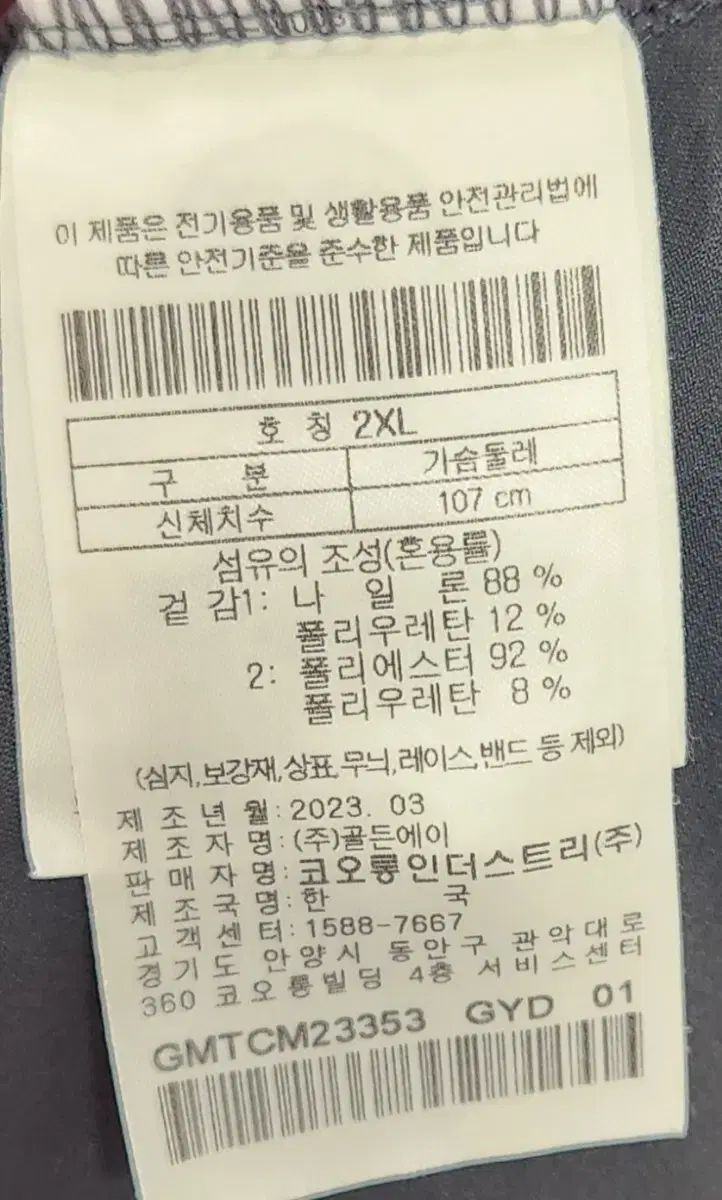 이 제품은 전기용품 및 생활용품 안전관리법에
따른 안전기준을 준수한 제품입니다
호 칭 2XL
구 분 가슴둘레
신체치수 107 cm
섬유의 조성(혼용률)
겉 감1: 나 일 론 88 %
폴리우레탄 12 %
2: 폴리에스터 92 %
폴리우레탄 8 %
(심지,보강재,상표,무늬,레이스,밴드 등 제외)
제 조 년 월: 2023. 03
제 조 자 명: (주)골든에이
판 매 자 명: 코오롱인더스트리(주)
제 조 국 명: 한 국
고 객 센 터: 1588-7667
경기도 안양시 동안구 관악대로
360 코오롱빌딩 4층 서비스센터
GMTCM23353 GYD 01